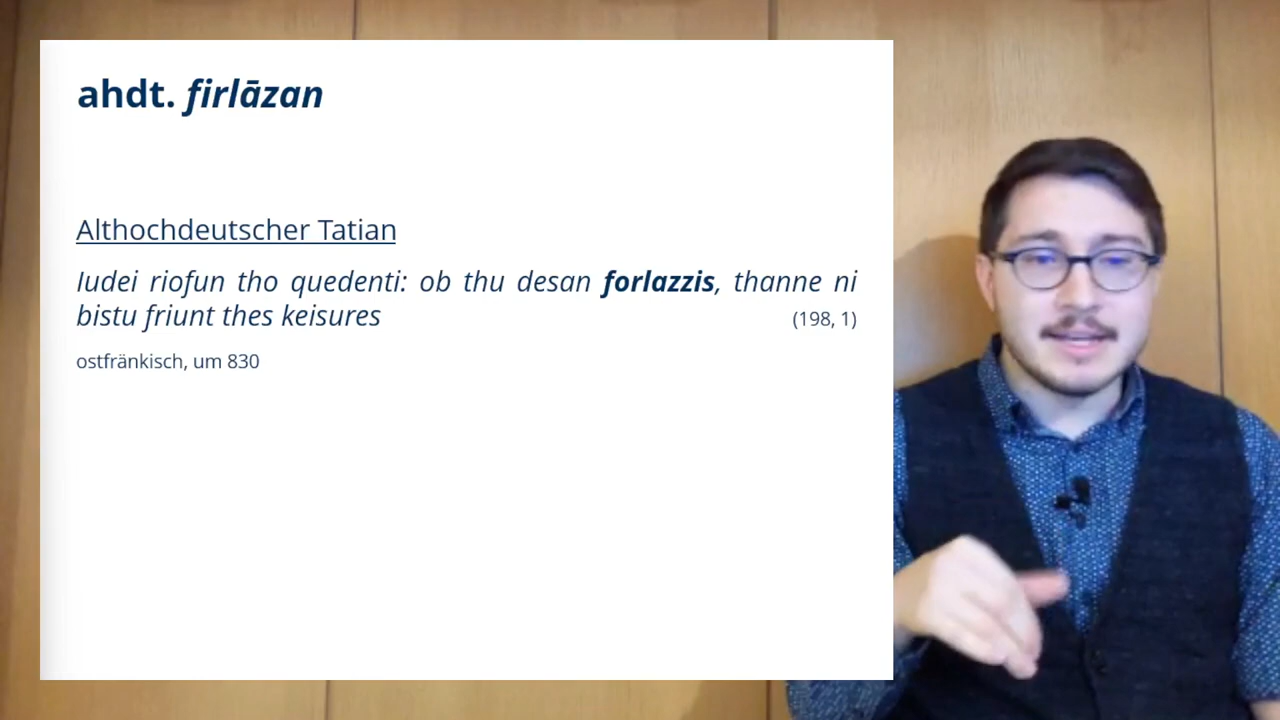 ahdt. firlāzan
Althochdeutscher Tatian
Iudei riofun tho quedenti: ob thu desan forlazzis, thanne ni
bistu friunt thes keisures (198, 1)
ostfränkisch, um 830